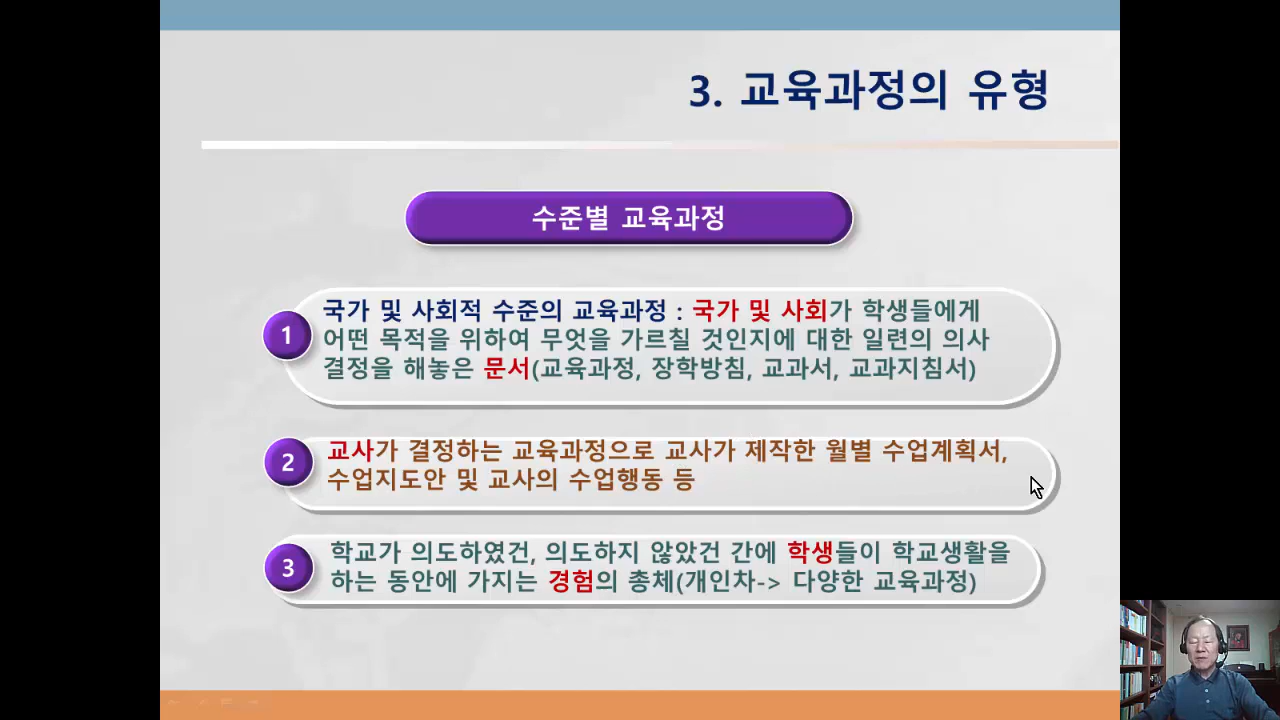 3. 교육과정의 유형
수준별 교육과정
1
국가 및 사회적 수준의 교육과정 : 국가 및 사회가 학생들에게
어떤 목적을 위하여 무엇을 가르칠 것인지에 대한 일련의 의사
결정을 해놓은 문서(교육과정, 장학방침, 교과서, 교과지침서)
2
교사가 결정하는 교육과정으로 교사가 제작한 월별 수업계획서,
수업지도안 및 교사의 수업행동 등
3
학교가 의도하였건, 의도하지 않았건 간에 학생들이 학교생활을
하는 동안에 가지는 경험의 총체(개인차-> 다양한 교육과정)